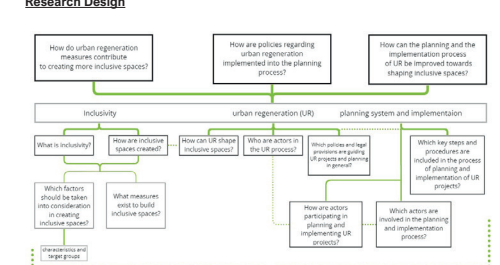 Research Design
How do urban regeneration
measures contribute
to creating more inclusive spaces?
How are policies regarding
urban regeneration
implemented into the planning
process?
How can the planning and the
implementation process
of UR be improved towards
shaping inclusive spaces?
Inclusivity
urban regeneration (UR)
planning system and implementaion
What is inclusivity?
How are inclusive
spaces created?
How can UR shape
inclusive spaces?
Who are actors in
the UR process?
Which policies and legal
provisions are guiding
UR projects and planning
in general?
Which key steps and
procedures are
included in the process
of planning and
implementation of UR
projects?
Which factors
should be taken
into consideration
in creating
inclusive spaces?
What measures
exist to build
inclusive spaces?
How are actors
participating in
planning and
implementing UR
projects?
Which actors are
involved in the planning
and implementation
process?
characteristics and
target groups